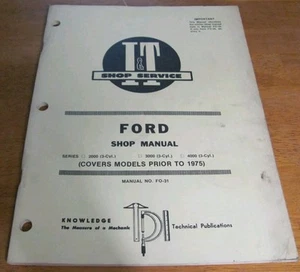 IMPORTANT
I&T
SHOP SERVICE
FORD
SHOP MANUAL
SERIES 2000 (3-Cyl.) 3000 (3-Cyl.) 4000 (3-Cyl.)
(COVERS MODELS PRIOR TO 1975)
MANUAL NO. FO-31
KNOWLEDGE
The Measure of a Mechanic
TPI
Technical Publications